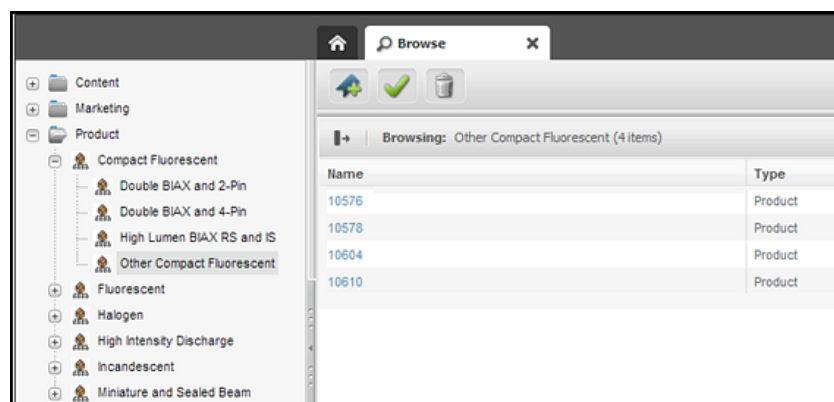 Browse
Content
Marketing
Product
Compact Fluorescent
Double BIAX and 2-Pin
Double BIAX and 4-Pin
High Lumen BIAX RS and IS
Other Compact Fluorescent
Fluorescent
Halogen
High Intensity Discharge
Incandescent
Miniature and Sealed Beam
Browsing: Other Compact Fluorescent (4 items)
Name Type
10576 Product
10578 Product
10604 Product
10610 Product